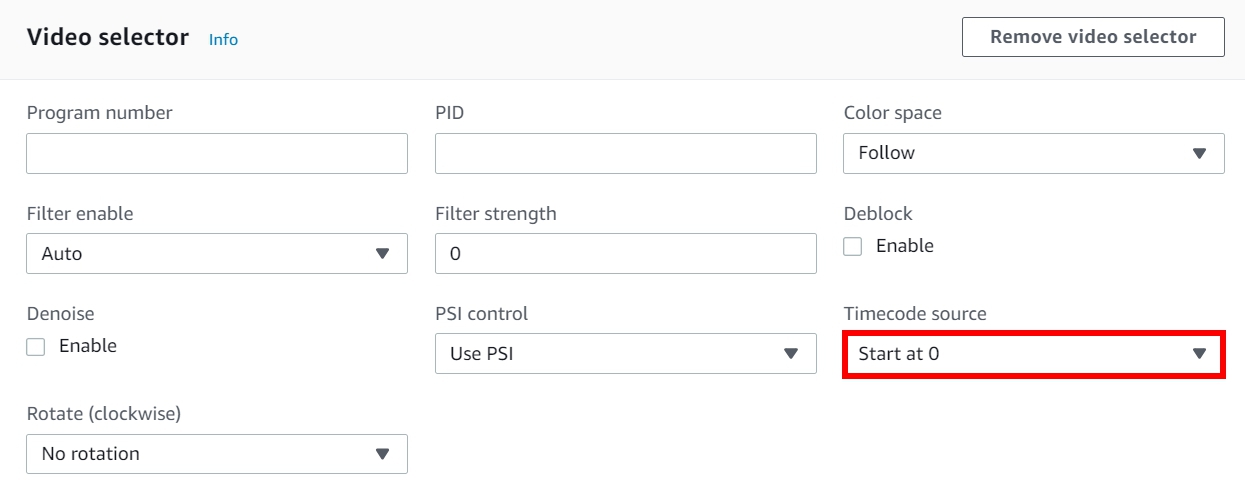 Video selector Info Remove video selector
Program number PID Color space
Follow
Filter enable Filter strength Deblock
Auto 0 Enable
Denoise PSI control Timecode source
Enable Use PSI Start at 0
Rotate (clockwise)
No rotation